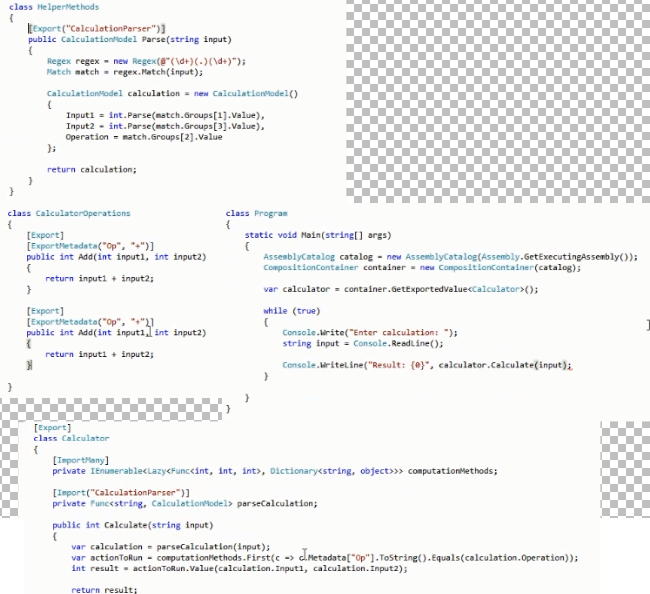 class HelperMethods
{
[Export("CalculationParser")]
public CalculationModel Parse(string input)
{
Regex regex = new Regex(@"(\d+)(.)(\d+)");
Match match = regex.Match(input);
CalculationModel calculation = new CalculationModel()
{
Input1 = int.Parse(match.Groups[1].Value),
Input2 = int.Parse(match.Groups[3].Value),
Operation = match.Groups[2].Value
};
return calculation;
}
}
class CalculatorOperations
{
[Export]
[ExportMetadata("Op", "+")]
public int Add(int input1, int input2)
{
return input1 + input2;
}
[Export]
[ExportMetadata("Op", "+")]
public int Add(int input1, int input2)
{
return input1 + input2;
}
}
class Program
{
static void Main(string[] args)
{
AssemblyCatalog catalog = new AssemblyCatalog(Assembly.GetExecutingAssembly());
CompositionContainer container = new CompositionContainer(catalog);
var calculator = container.GetExportedValue<Calculator>();
while (true)
{
Console.Write("Enter calculation: ");
string input = Console.ReadLine();
Console.WriteLine("Result: {0}", calculator.Calculate(input);
}
}
}
[Export]
class Calculator
{
[ImportMany]
private IEnumerable<Lazy<Func<int, int, int>, Dictionary<string, object>>> computationMethods;
[Import("CalculationParser")]
private Func<string, CalculationModel> parseCalculation;
public int Calculate(string input)
{
var calculation = parseCalculation(input);
var actionToRun = computationMethods.First(c => c.Metadata["Op"].ToString().Equals(calculation.Operation));
int result = actionToRun.Value(calculation.Input1, calculation.Input2);
return result;